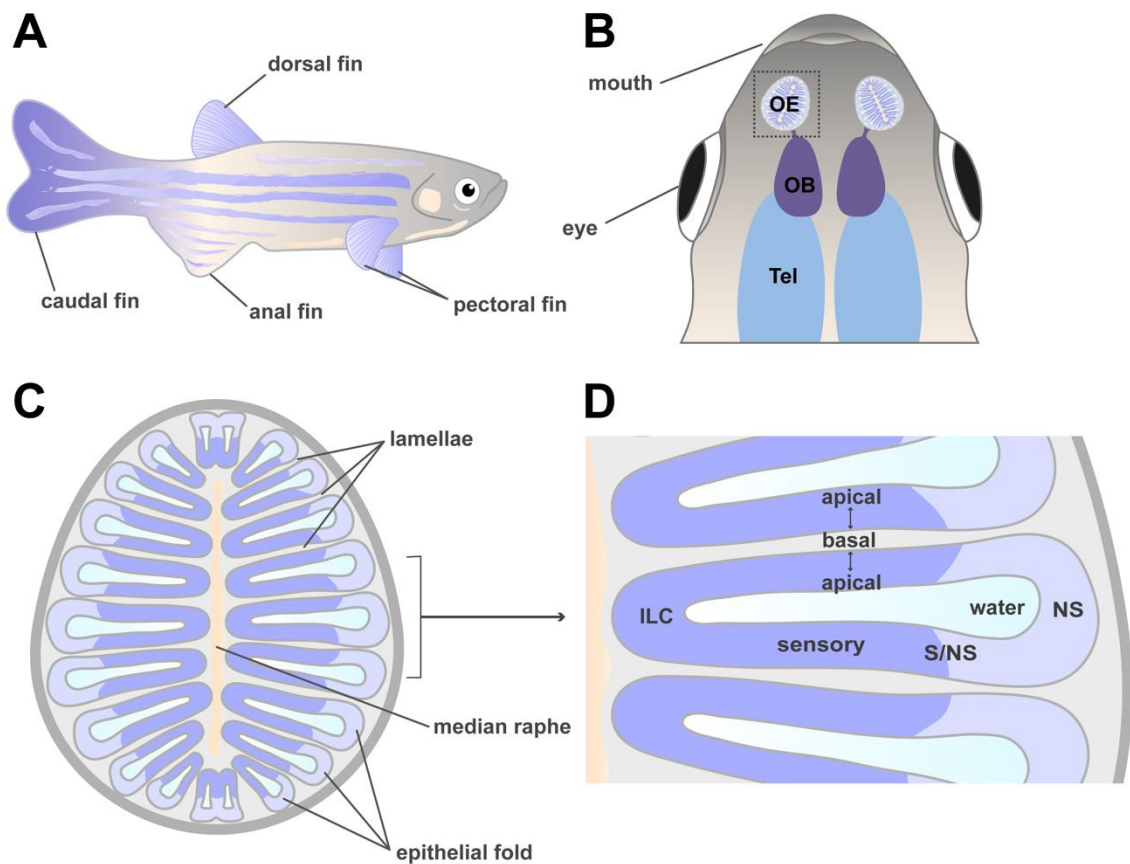 A
dorsal fin
caudal fin
anal fin
pectoral fin
B
mouth
OE
OB
eye
Tel
C
lamellae
median raphe
epithelial fold
D
apical
basal
apical
ILC
water
NS
sensory
S/NS